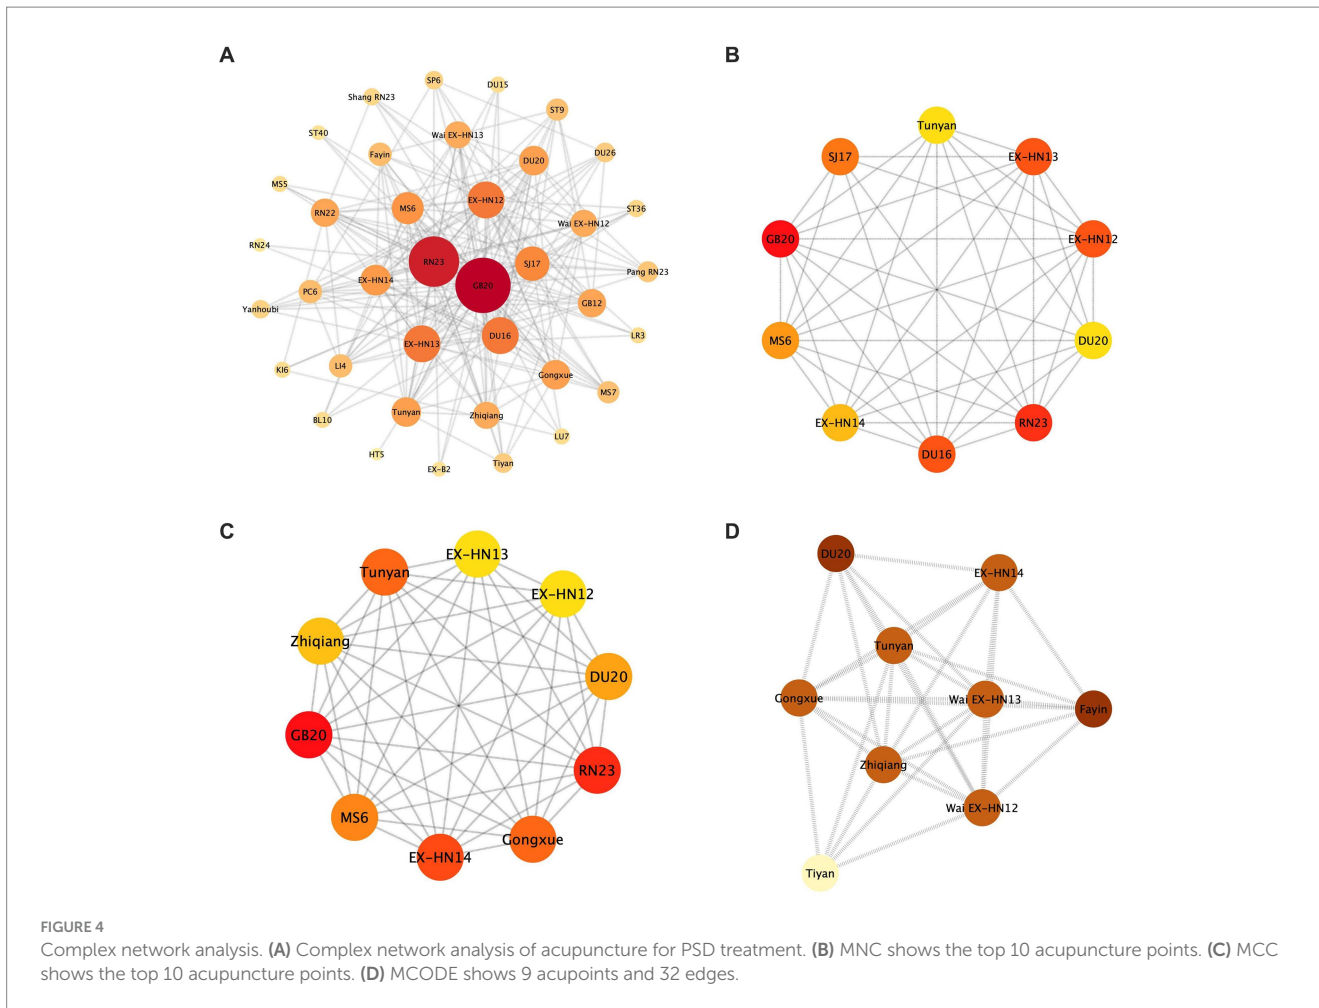 A
SP6
DU15
Shang RN23
ST9
ST40
Wai EX-HN13
Fayin
DU20
DU26
MS5
RN22
MS6
EX-HN12
ST36
Wai EX-HN12
RN24
RN23
SJ17
Pang RN23
EX-HN14
GB20
PC6
GB12
Yanhoubi
EX-HN13
DU16
LR3
KI6
LI4
Gongxue
MS7
Tunyan
Zhiqiang
BL10
LU7
HT5
EX-B2
Tiyan
B
Tunyan
SJ17
EX-HN13
GB20
EX-HN12
MS6
DU20
EX-HN14
RN23
DU16
C
EX-HN13
Tunyan
EX-HN12
Zhiqiang
DU20
GB20
RN23
MS6
Gongxue
EX-HN14
D
DU20
EX-HN14
Tunyan
Gongxue
Wai EX-HN13
Fayin
Zhiqiang
Wai EX-HN12
Tiyan
FIGURE 4
Complex network analysis. (A) Complex network analysis of acupuncture for PSD treatment. (B) MNC shows the top 10 acupuncture points. (C) MCC
shows the top 10 acupuncture points. (D) MCODE shows 9 acupoints and 32 edges.